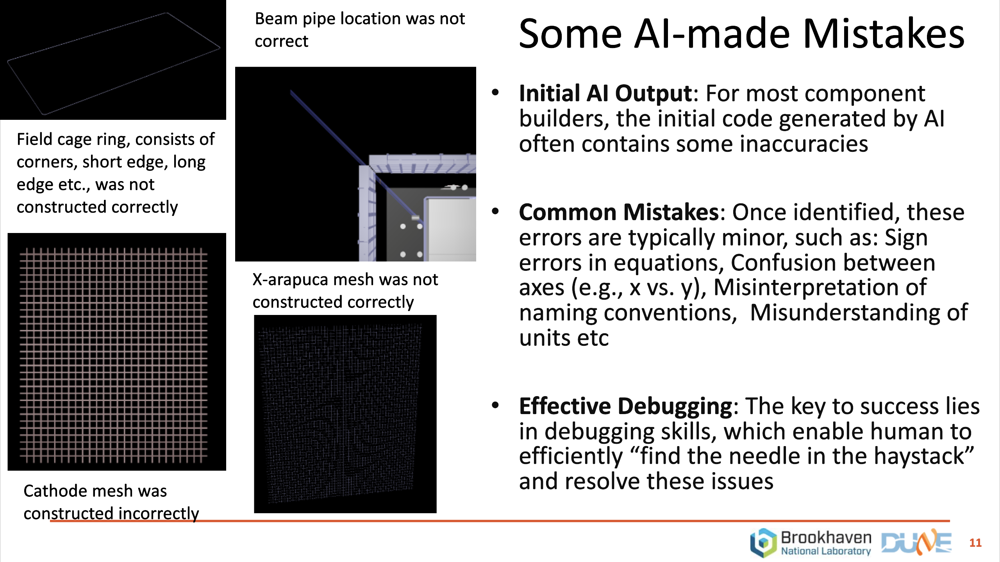 Some AI-made Mistakes
Beam pipe location was not
correct
Field cage ring, consists of
corners, short edge, long
edge etc., was not
constructed correctly
X-arapuca mesh was not
constructed correctly
Cathode mesh was
constructed incorrectly
• Initial AI Output: For most component
builders, the initial code generated by AI
often contains some inaccuracies
• Common Mistakes: Once identified, these
errors are typically minor, such as: Sign
errors in equations, Confusion between
axes (e.g., x vs. y), Misinterpretation of
naming conventions,  Misunderstanding of
units etc
• Effective Debugging: The key to success lies
in debugging skills, which enable human to
efficiently “find the needle in the haystack”
and resolve these issues
Brookhaven
National Laboratory
DUNE
11